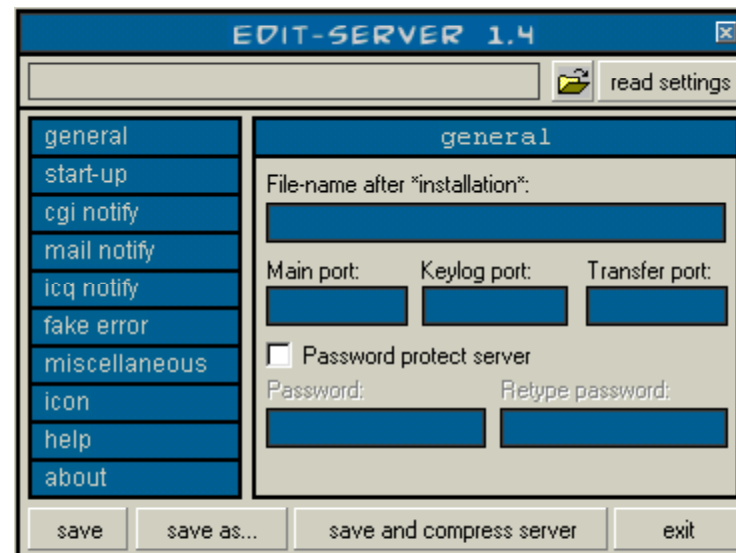 EDIT-SERVER 1.4
read settings
general
start-up
cgi notify
mail notify
icq notify
fake error
miscellaneous
icon
help
about
general
File-name after *installation*:
Main port: Keylog port: Transfer port:
Password protect server
Password: Retype password:
save save as... save and compress server exit